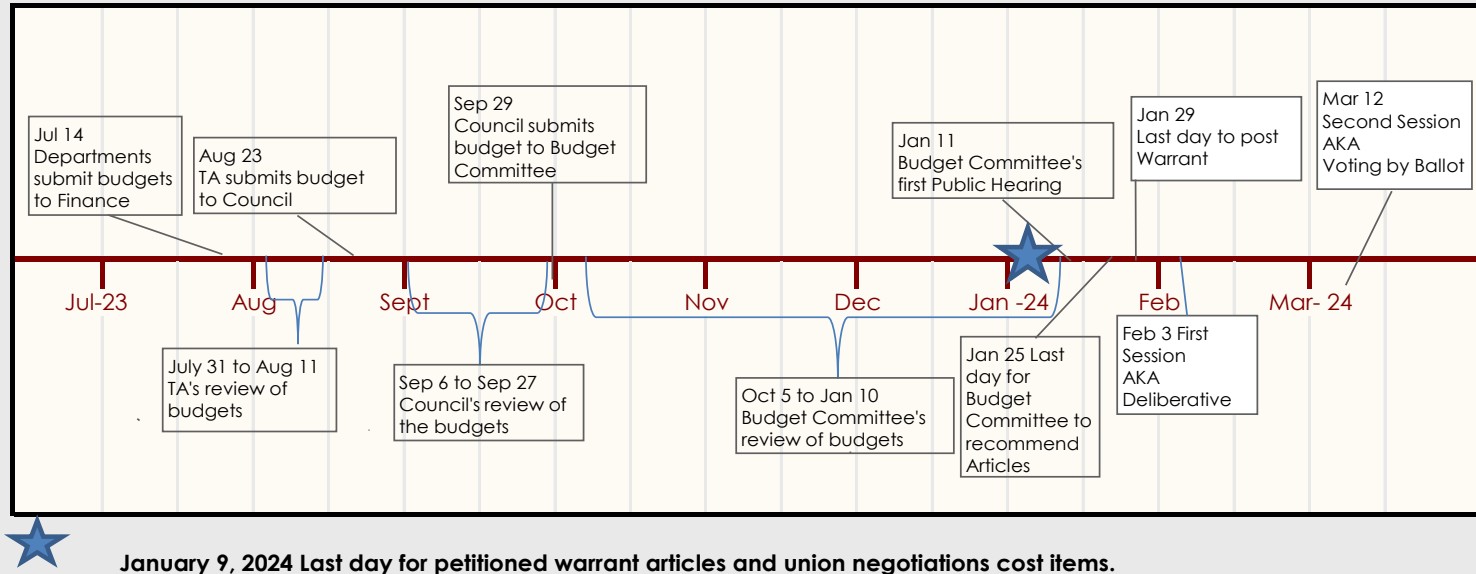 Jul 14
Departments
submit budgets
to Finance
Aug 23
TA submits budget
to Council
Sep 29
Council submits
budget to Budget
Committee
Jan 11
Budget Committee's
first Public Hearing
Jan 29
Last day to post
Warrant
Mar 12
Second Session
AKA
Voting by Ballot
Jul-23
Aug
Sept
Oct
Nov
Dec
Jan -24
Feb
Mar- 24
July 31 to Aug 11
TA's review of
budgets
Sep 6 to Sep 27
Council's review of
the budgets
Oct 5 to Jan 10
Budget Committee's
review of budgets
Jan 25 Last
day for
Budget
Committee to
recommend
Articles
Feb 3 First
Session
AKA
Deliberative
January 9, 2024 Last day for petitioned warrant articles and union negotiations cost items.